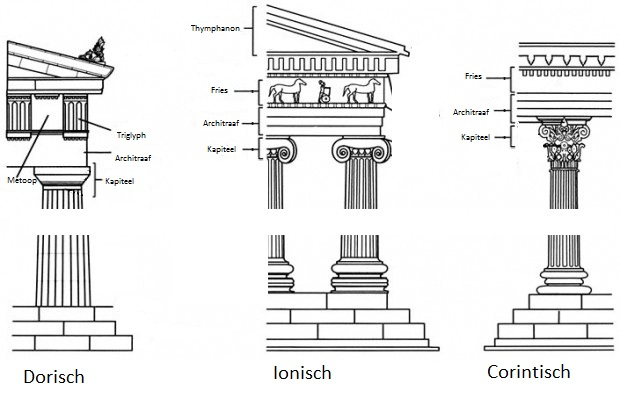 Triglyph
Architraaf
Metoop
Kapiteel
Dorisch
Thymphanon
Fries
Architraaf
Kapiteel
Ionisch
Fries
Architraaf
Kapiteel
Corintisch